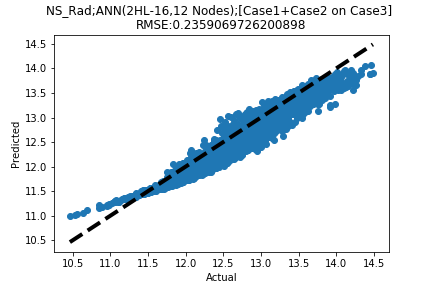 NS_Rad;ANN(2HL-16,12 Nodes);[Case1+Case2 on Case3]
RMSE:0.2359069726200898
14.5
14.0
13.5
13.0
12.5
12.0
11.5
11.0
10.5
Predicted
10.5 11.0 11.5 12.0 12.5 13.0 13.5 14.0 14.5
Actual